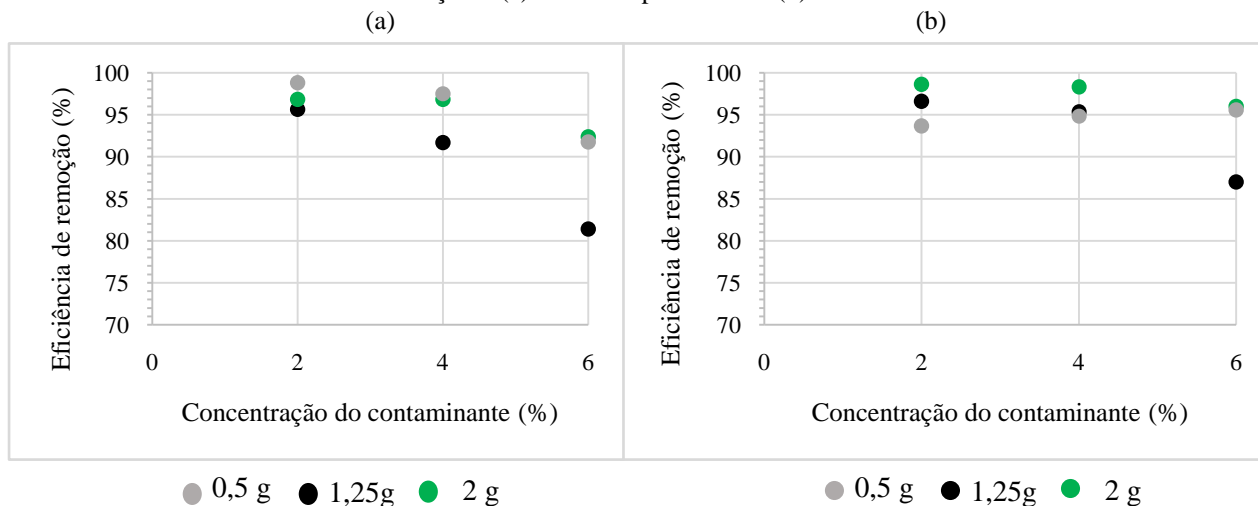 (a) (b)
100
95
90
85
80
75
70
0 2 4 6
Eficiência de remoção (%)
Concentração do contaminante (%)
0,5 g 1,25g 2 g
100
95
90
85
80
75
70
0 2 4 6
Eficiência de remoção (%)
Concentração do contaminante (%)
0,5 g 1,25g 2 g